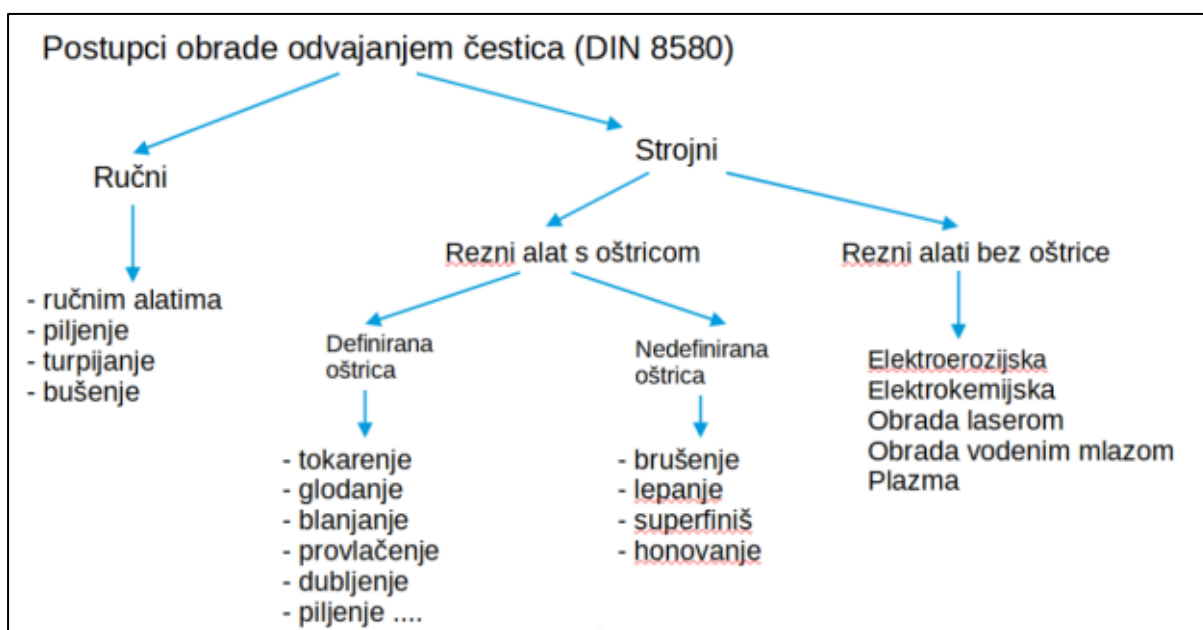 Postupci obrade odvajanjem čestica (DIN 8580)
Ručni
- ručnim alatima
- piljenje
- turpijanje
- bušenje
Strojni
Rezni alat s oštricom
Definirana
oštrica
- tokarenje
- glodanje
- blanjanje
- provlačenje
- dubljenje
- piljenje ....
Nedefinirana
oštrica
- brušenje
- lepanje
- superfiniš
- honovanje
Rezni alati bez oštrice
Elektroerozijska
Elektrokemijska
Obrada laserom
Obrada vodenim mlazom
Plazma